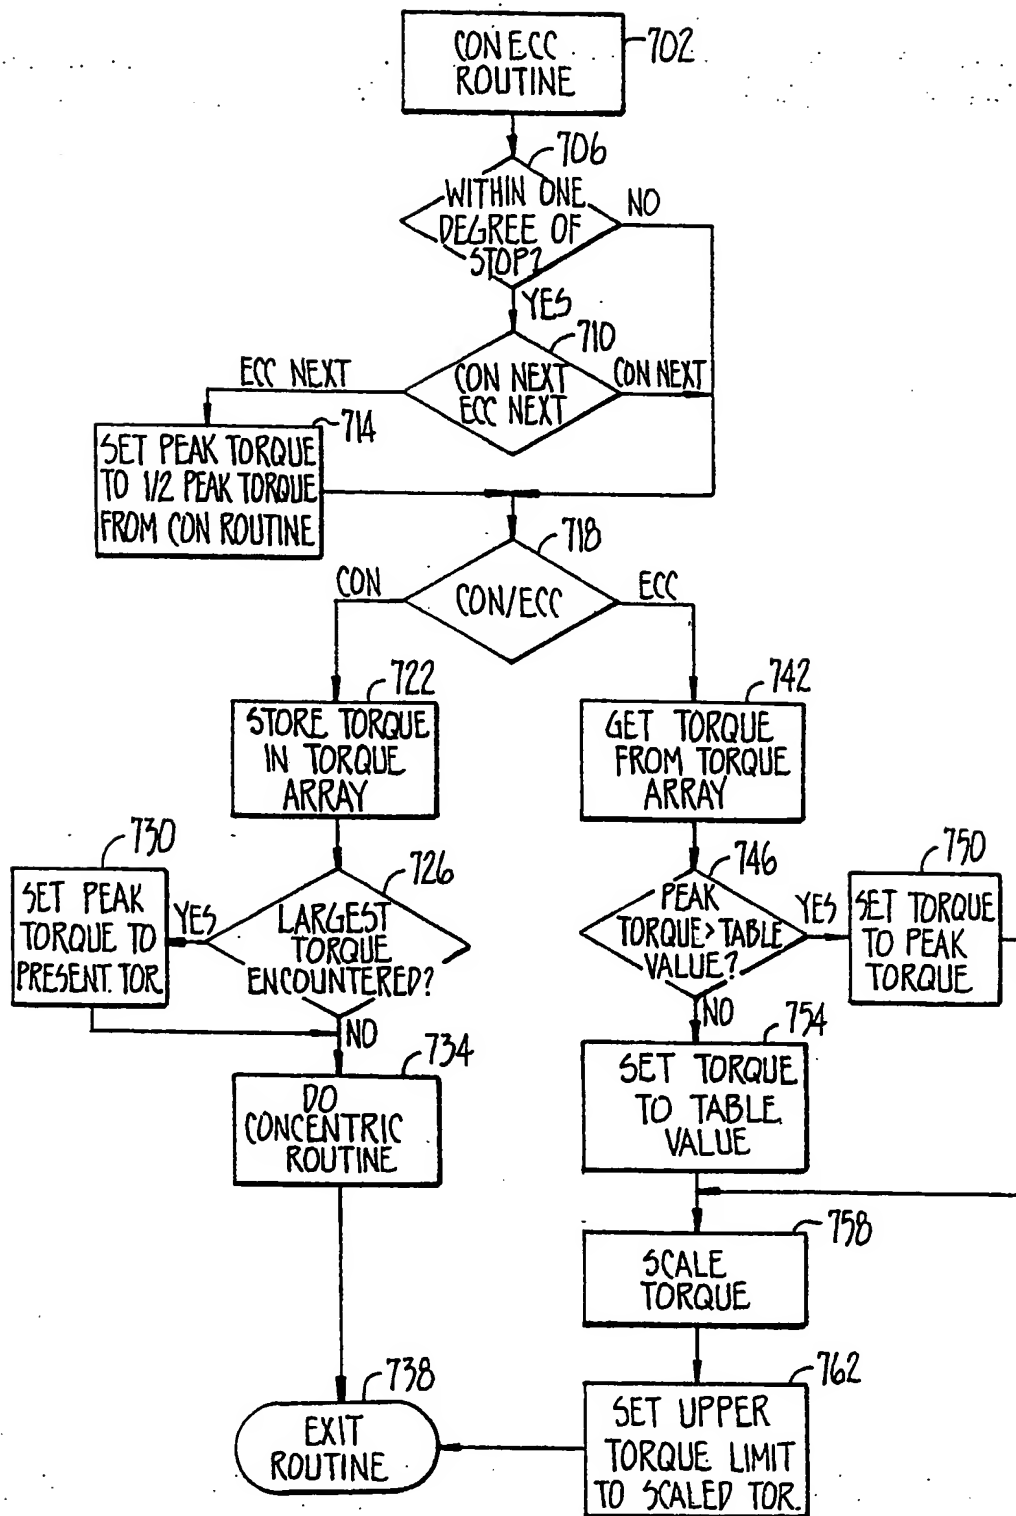 CON ECC
ROUTINE
702
706
WITHIN ONE
DEGREE OF
STOP?
NO
YES
710
CON NEXT
ECC NEXT
ECC NEXT
CON NEXT
714
SET PEAK TORQUE
TO 1/2 PEAK TORQUE
FROM CON ROUTINE
718
CON/ECC
CON
ECC
722
STORE TORQUE
IN TORQUE
ARRAY
742
GET TORQUE
FROM TORQUE
ARRAY
730
SET PEAK
TORQUE TO
PRESENT. TOR.
YES
726
LARGEST
TORQUE
ENCOUNTERED?
NO
746
PEAK
TORQUE > TABLE
VALUE?
YES
NO
750
SET TORQUE
TO PEAK
TORQUE
734
DO
CONCENTRIC
ROUTINE
754
SET TORQUE
TO TABLE
VALUE
758
SCALE
TORQUE
738
EXIT
ROUTINE
762
SET UPPER
TORQUE LIMIT
TO SCALED TOR.